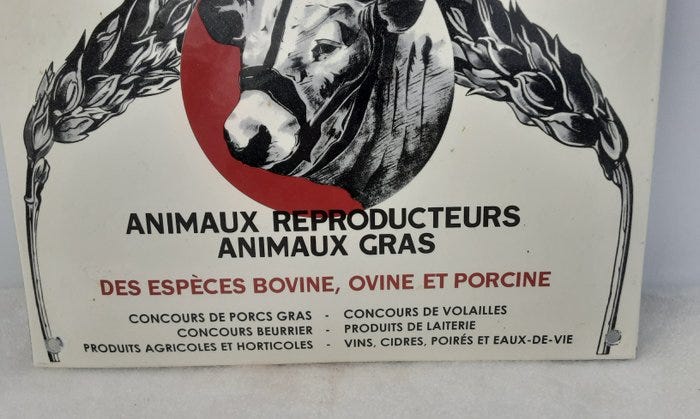 ANIMAUX REPRODUCTEURS
ANIMAUX GRAS
DES ESPÈCES BOVINE, OVINE ET PORCINE
CONCOURS DE PORCS GRAS - CONCOURS DE VOLAILLES
CONCOURS BEURRIER - PRODUITS DE LAITERIE
PRODUITS AGRICOLES ET HORTICOLES - VINS, CIDRES, POIRÉS ET EAUX-DE-VIE